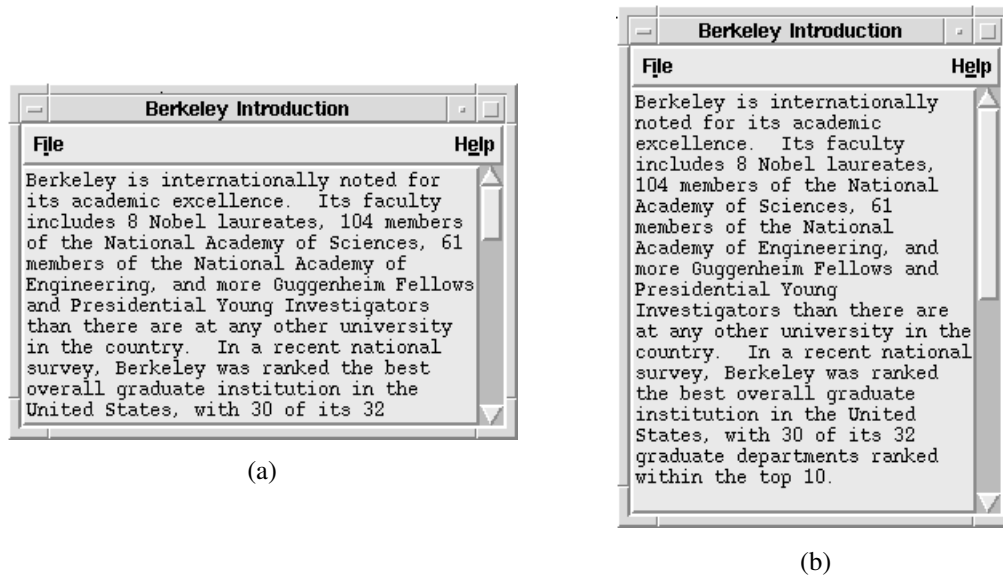 Berkeley Introduction
File Help
Berkeley is internationally noted for
its academic excellence.  Its faculty
includes 8 Nobel laureates, 104 members
of the National Academy of Sciences, 61
members of the National Academy of
Engineering, and more Guggenheim Fellows
and Presidential Young Investigators
than there are at any other university
in the country.  In a recent national
survey, Berkeley was ranked the best
overall graduate institution in the
United States, with 30 of its 32
(a)
Berkeley Introduction
File Help
Berkeley is internationally
noted for its academic
excellence.  Its faculty
includes 8 Nobel laureates,
104 members of the National
Academy of Sciences, 61
members of the National
Academy of Engineering, and
more Guggenheim Fellows and
Presidential Young
Investigators than there are
at any other university in the
country.  In a recent national
survey, Berkeley was ranked
the best overall graduate
institution in the United
States, with 30 of its 32
graduate departments ranked
within the top 10.
(b)